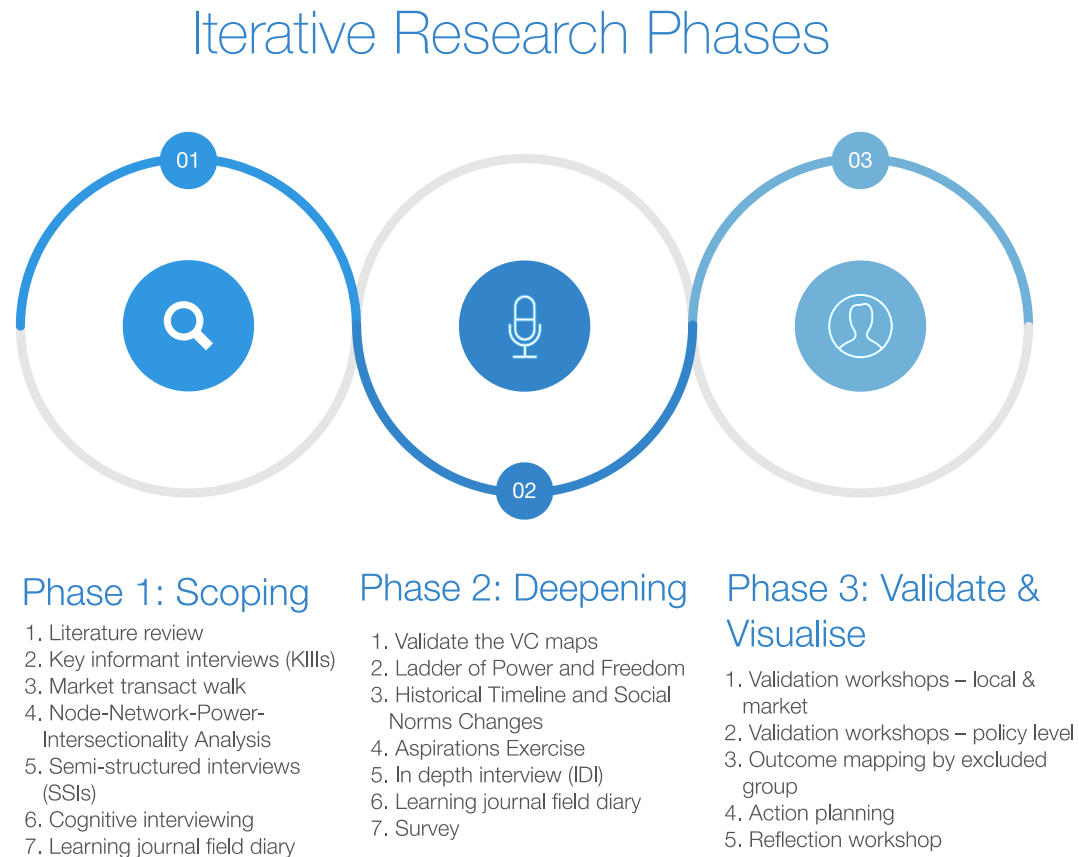 Iterative Research Phases
01
03
02
Phase 1: Scoping
1. Literature review
2. Key informant interviews (KIIIs)
3. Market transact walk
4. Node-Network-Power-
Intersectionality Analysis
5. Semi-structured interviews
(SSIs)
6. Cognitive interviewing
7. Learning journal field diary
Phase 2: Deepening
1. Validate the VC maps
2. Ladder of Power and Freedom
3. Historical Timeline and Social
Norms Changes
4. Aspirations Exercise
5. In depth interview (IDI)
6. Learning journal field diary
7. Survey
Phase 3: Validate &
Visualise
1. Validation workshops – local &
market
2. Validation workshops – policy level
3. Outcome mapping by excluded
group
4. Action planning
5. Reflection workshop